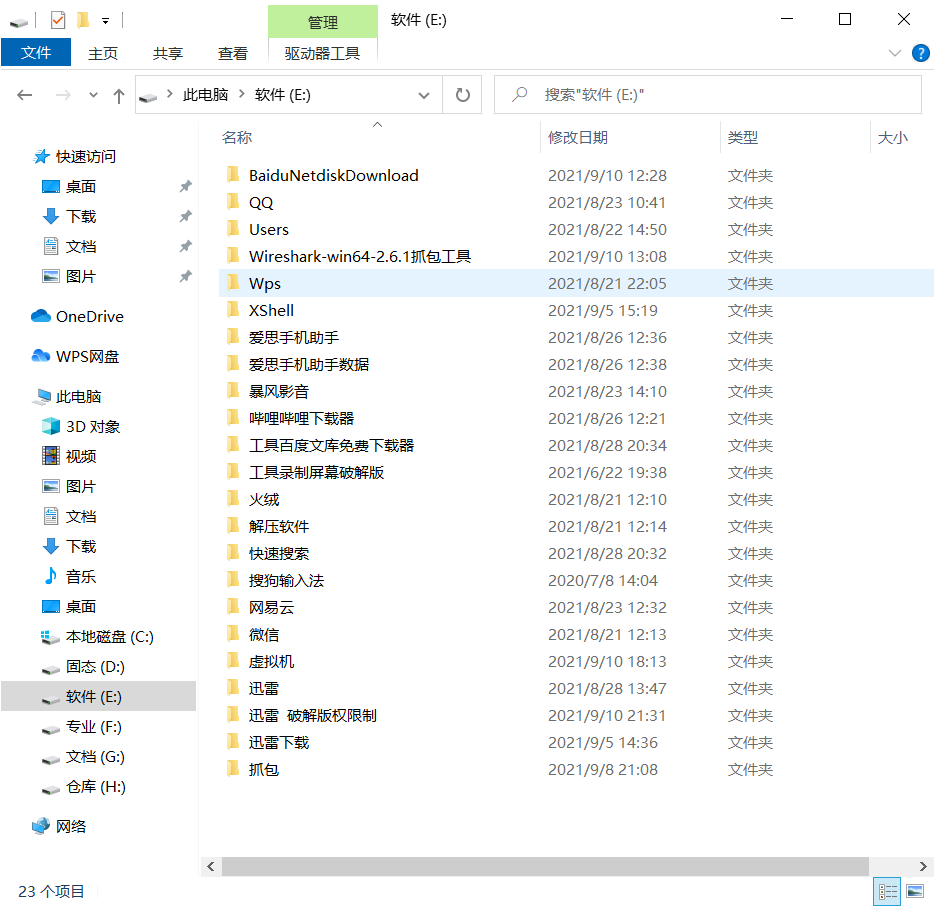 管理 软件 (E:)
文件 主页 共享 查看 驱动器工具 ?
此电脑 软件 (E:) 搜索"软件 (E:)"
快速访问
桌面
下载
文档
图片
OneDrive
WPS网盘
此电脑
3D 对象
视频
图片
文档
下载
音乐
桌面
本地磁盘 (C:)
固态 (D:)
软件 (E:)
专业 (F:)
文档 (G:)
仓库 (H:)
网络
名称 修改日期 类型 大小
BaiduNetdiskDownload 2021/9/10 12:28 文件夹
QQ 2021/8/23 10:41 文件夹
Users 2021/8/22 14:50 文件夹
Wireshark-win64-2.6.1抓包工具 2021/9/10 13:08 文件夹
Wps 2021/8/21 22:05 文件夹
XShell 2021/9/5 15:19 文件夹
爱思手机助手 2021/8/26 12:36 文件夹
爱思手机助手数据 2021/8/26 12:38 文件夹
暴风影音 2021/8/23 14:10 文件夹
哔哩哔哩下载器 2021/8/26 12:21 文件夹
工具百度文库免费下载器 2021/8/28 20:34 文件夹
工具录制屏幕破解版 2021/6/22 19:38 文件夹
火绒 2021/8/21 12:10 文件夹
解压软件 2021/8/21 12:14 文件夹
快速搜索 2021/8/28 20:32 文件夹
搜狗输入法 2020/7/8 14:04 文件夹
网易云 2021/8/23 12:32 文件夹
微信 2021/8/21 12:13 文件夹
虚拟机 2021/9/10 18:13 文件夹
迅雷 2021/8/28 13:47 文件夹
迅雷  破解版权限制 2021/9/10 21:31 文件夹
迅雷下载 2021/9/5 14:36 文件夹
抓包 2021/9/8 21:08 文件夹
23 个项目